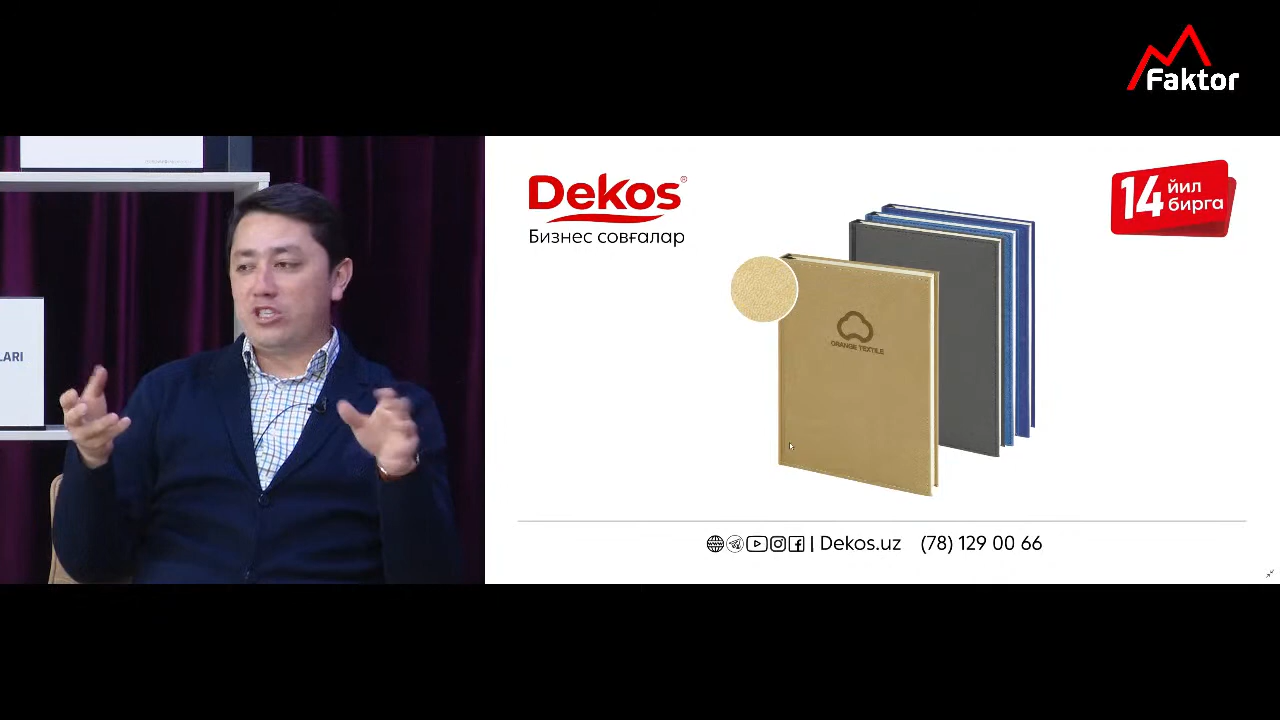 Faktor
LARI
Dekos®
Бизнес совғалар
14 йил
бирга
ORANGE TEXTILE
| Dekos.uz (78) 129 00 66